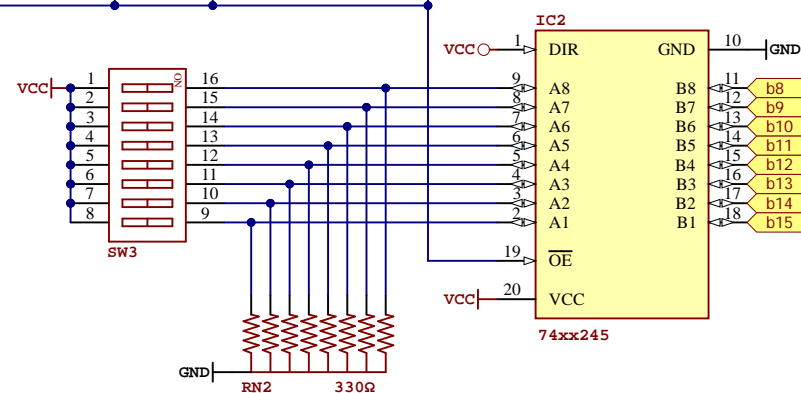 IC2
VCC 1 DIR GND 10 GND
VCC 1 ON 16 9 A8 B8 11 b8
2 15 8 A7 B7 12 b9
3 14 7 A6 B6 13 b10
4 13 6 A5 B5 14 b11
5 12 5 A4 B4 15 b12
6 11 4 A3 B3 16 b13
7 10 3 A2 B2 17 b14
8 9 2 A1 B1 18 b15
SW3
19 OE
VCC 20 VCC
74xx245
GND
RN2 330Ω